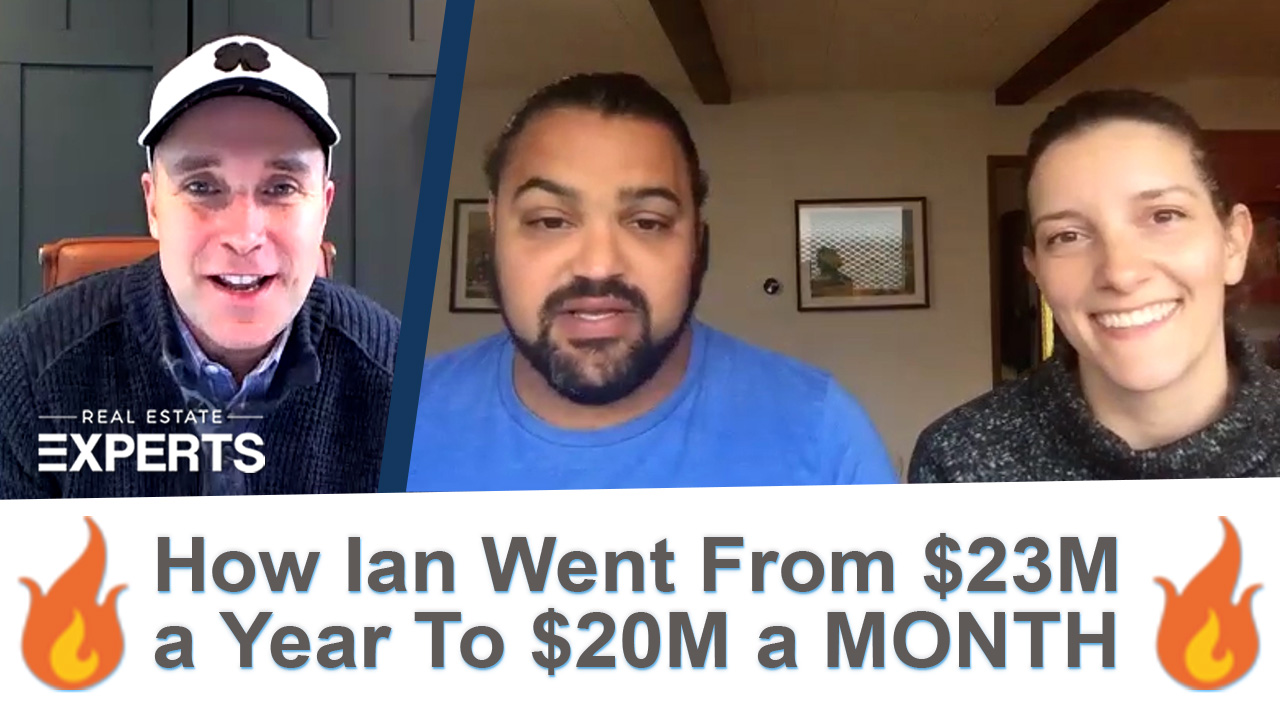 REAL ESTATE
EXPERTS
How Ian Went From $23M
a Year To $20M a MONTH